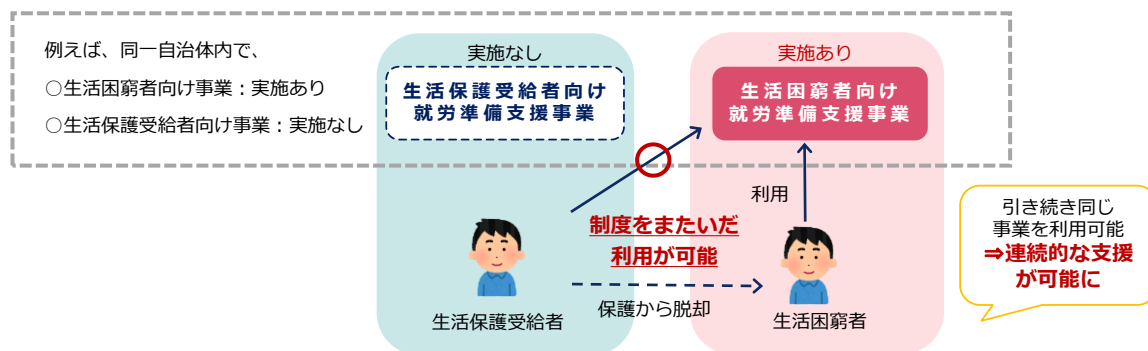 例えば、同一自治体内で、
○生活困窮者向け事業：実施あり
○生活保護受給者向け事業：実施なし
実施なし
生活保護受給者向け
就労準備支援事業
実施あり
生活困窮者向け
就労準備支援事業
利用
制度をまたいだ
利用が可能
保護から脱却
生活保護受給者
生活困窮者
引き続き同じ
事業を利用可能
⇒連続的な支援
が可能に